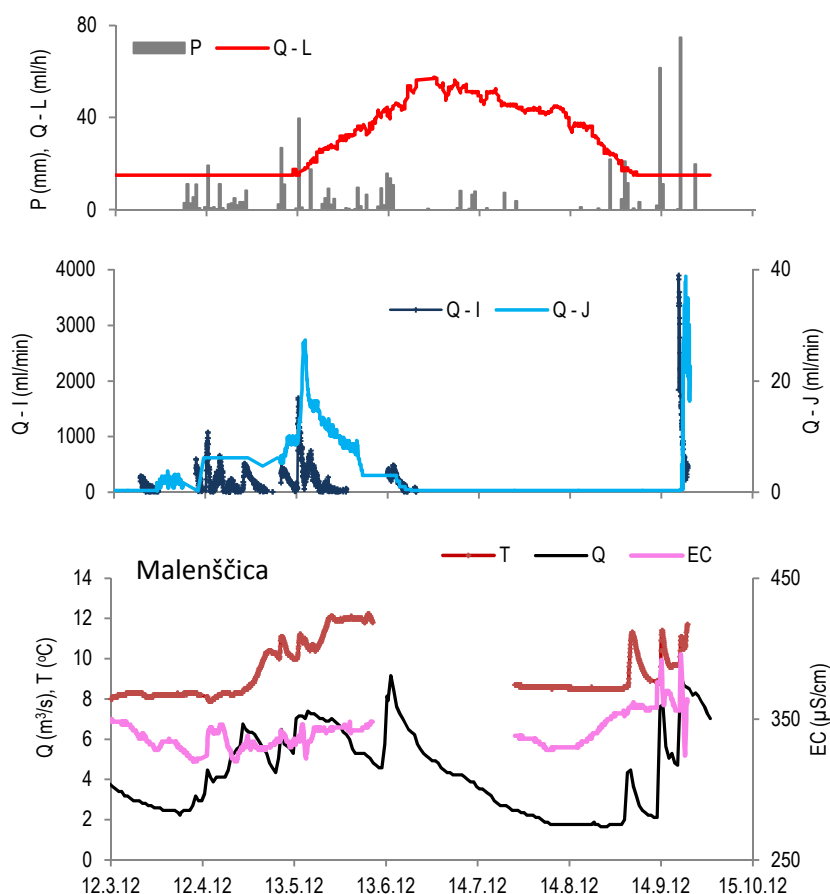 80
P
Q - L
40
0
12.3.12 12.4.12 13.5.12 13.6.12 14.7.12 14.8.12 14.9.12 15.10.12
P (mm), Q - L (ml/h)
4000
40
Q - I
Q - J
3000
2000
20
1000
0
0
Q - I (ml/min)
Q - J (ml/min)
T
Q
EC
14
450
Malenščica
12
10
8
350
6
4
2
0
250
Q (m³/s), T (ºC)
EC (µS/cm)